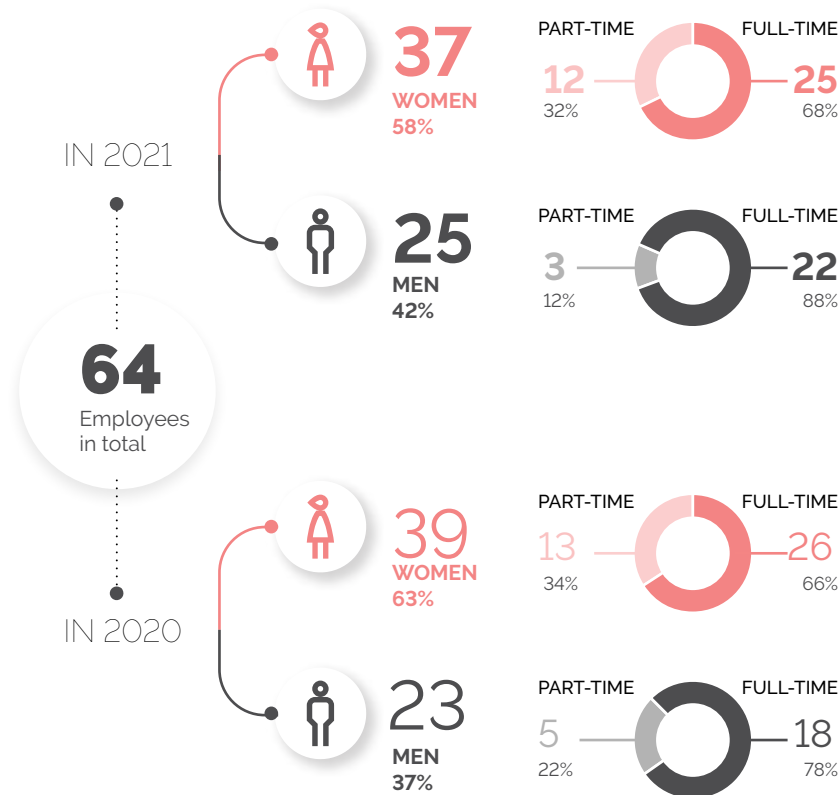 IN 2021
37
WOMEN
58%
PART-TIME
FULL-TIME
12
32%
25
68%
25
MEN
42%
PART-TIME
FULL-TIME
3
12%
22
88%
64
Employees
in total
IN 2020
39
WOMEN
63%
PART-TIME
FULL-TIME
13
34%
26
66%
23
MEN
37%
PART-TIME
FULL-TIME
5
22%
18
78%